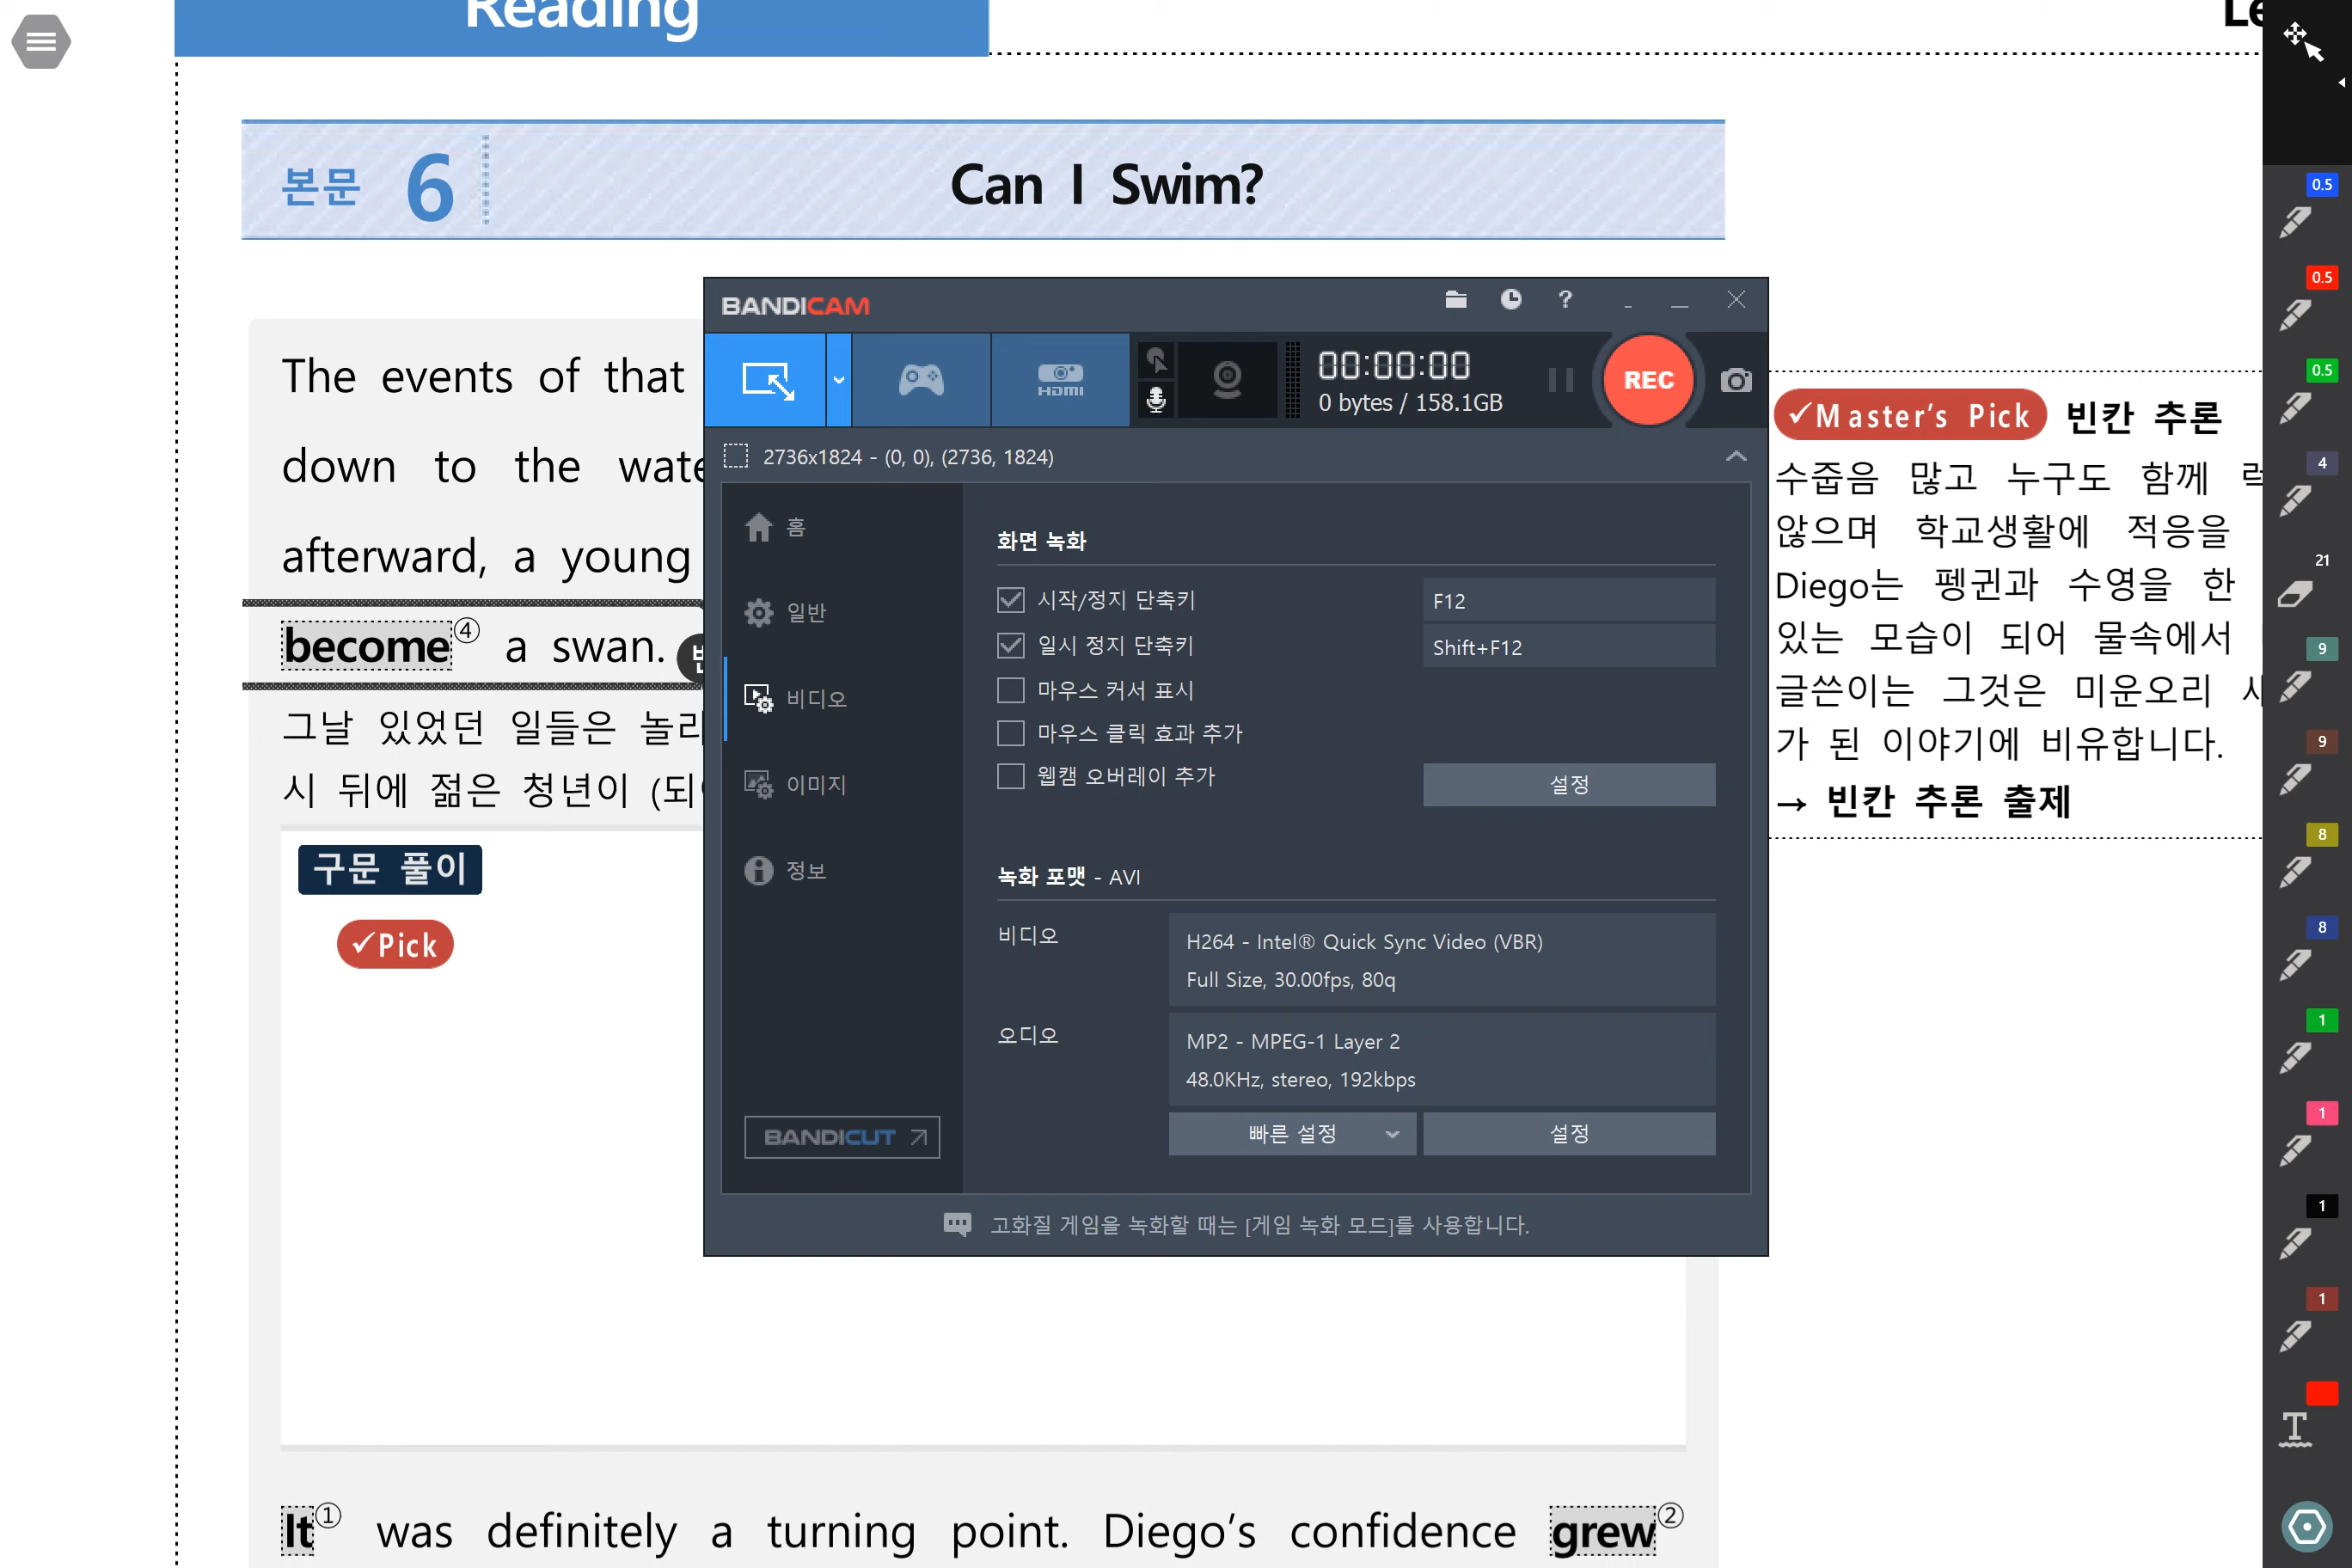 Reading
본문 6
Can I Swim?
The events of that
down to the
afterward, a young
become④ a swan.
그날 있었던 일들은
시 뒤에 젊은 청년이
구문 풀이
✓Pick
It① was definitely a turning point. Diego's confidence grew②
BANDICAM
?
HDMI
00:00:00
0 bytes / 158.1GB
REC
2736x1824 - (0, 0), (2736, 1824)
홈
일반
비디오
이미지
정보
BANDICUT
화면 녹화
시작/정지 단축키 F12
일시 정지 단축키 Shift+F12
마우스 커서 표시
마우스 클릭 효과 추가
웹캠 오버레이 추가 설정
녹화 포맷 - AVI
비디오
H264 - Intel® Quick Sync Video (VBR)
Full Size, 30.00fps, 80q
오디오
MP2 - MPEG-1 Layer 2
48.0KHz, stereo, 192kbps
빠른 설정 설정
고화질 게임을 녹화할 때는 [게임 녹화 모드]를 사용합니다.
✓Master's Pick 빈칸 추론
수줍음 많고 누구도 함께
않으며 학교생활에 적응을
Diego는 펭귄과 수영을 한
있는 모습이 되어 물속에서
글쓴이는 그것은 미운오리
가 된 이야기에 비유합니다.
→ 빈칸 추론 출제
0.5
0.5
0.5
4
21
9
9
8
8
1
1
1
1
T